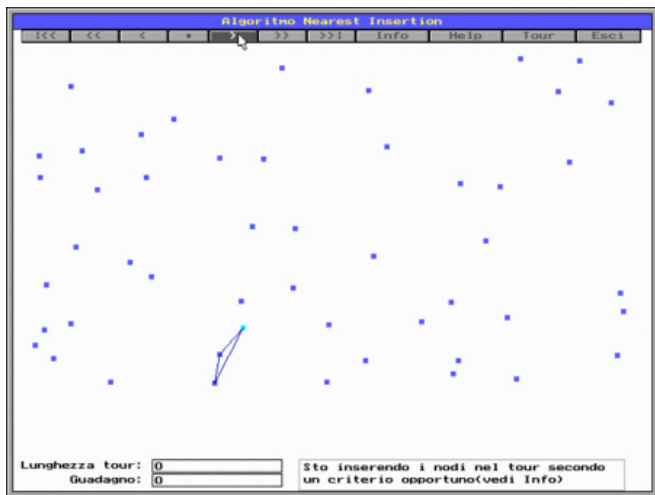 Algoritmo Nearest Insertion
:<< << < ▪ > >> >>: Info Help Tour Esci
Lunghezza tour: 0
Guadagno: 0
Sto inserendo i nodi nel tour secondo
un criterio opportuno(vedi Info)